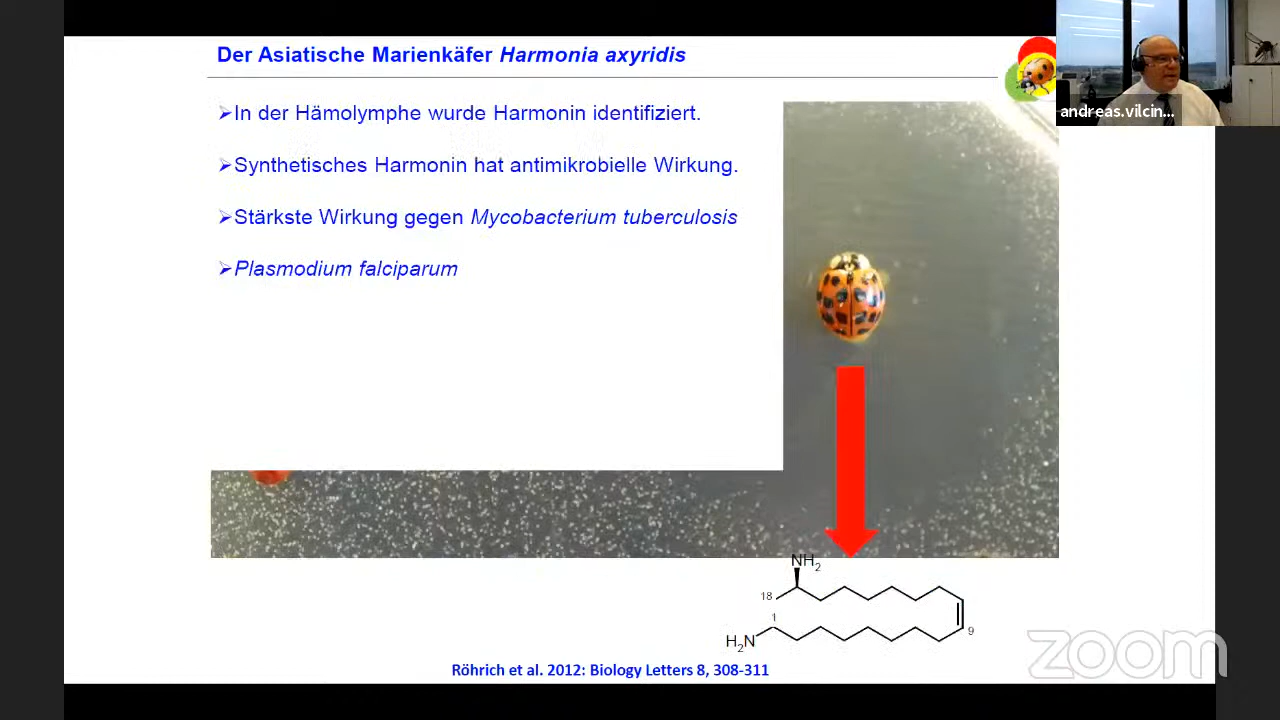 Der Asiatische Marienkäfer Harmonia axyridis
➢In der Hämolymphe wurde Harmonin identifiziert.
➢Synthetisches Harmonin hat antimikrobielle Wirkung.
➢Stärkste Wirkung gegen Mycobacterium tuberculosis
➢Plasmodium falciparum
andreas.vilcin...
NH2
18
1
H2N
9
Röhrich et al. 2012: Biology Letters 8, 308-311
zoom